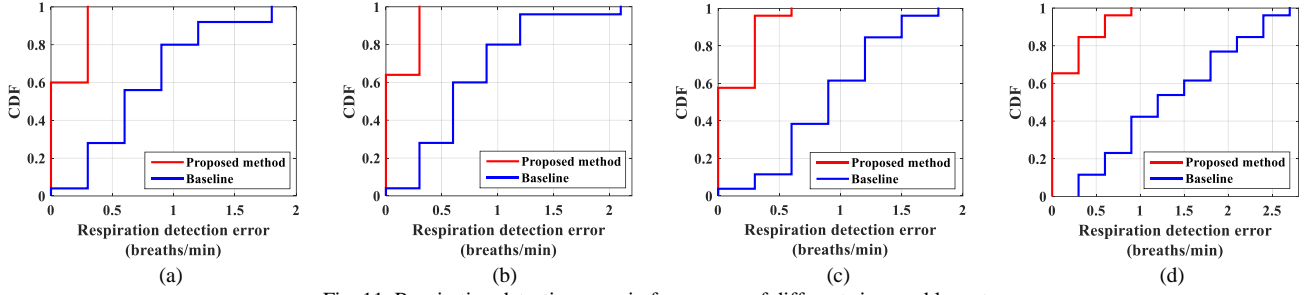 1
0.8
0.6
0.4
0.2
0
CDF
Proposed method
Baseline
0 0.5 1 1.5 2
Respiration detection error
(breaths/min)
(a)
1
0.8
0.6
0.4
0.2
0
CDF
Proposed method
Baseline
0 0.5 1 1.5 2
Respiration detection error
(breaths/min)
(b)
1
0.8
0.6
0.4
0.2
0
CDF
Proposed method
Baseline
0 0.5 1 1.5 2
Respiration detection error
(breaths/min)
(c)
1
0.8
0.6
0.4
0.2
0
CDF
Proposed method
Baseline
0 0.5 1 1.5 2 2.5
Respiration detection error
(breaths/min)
(d)